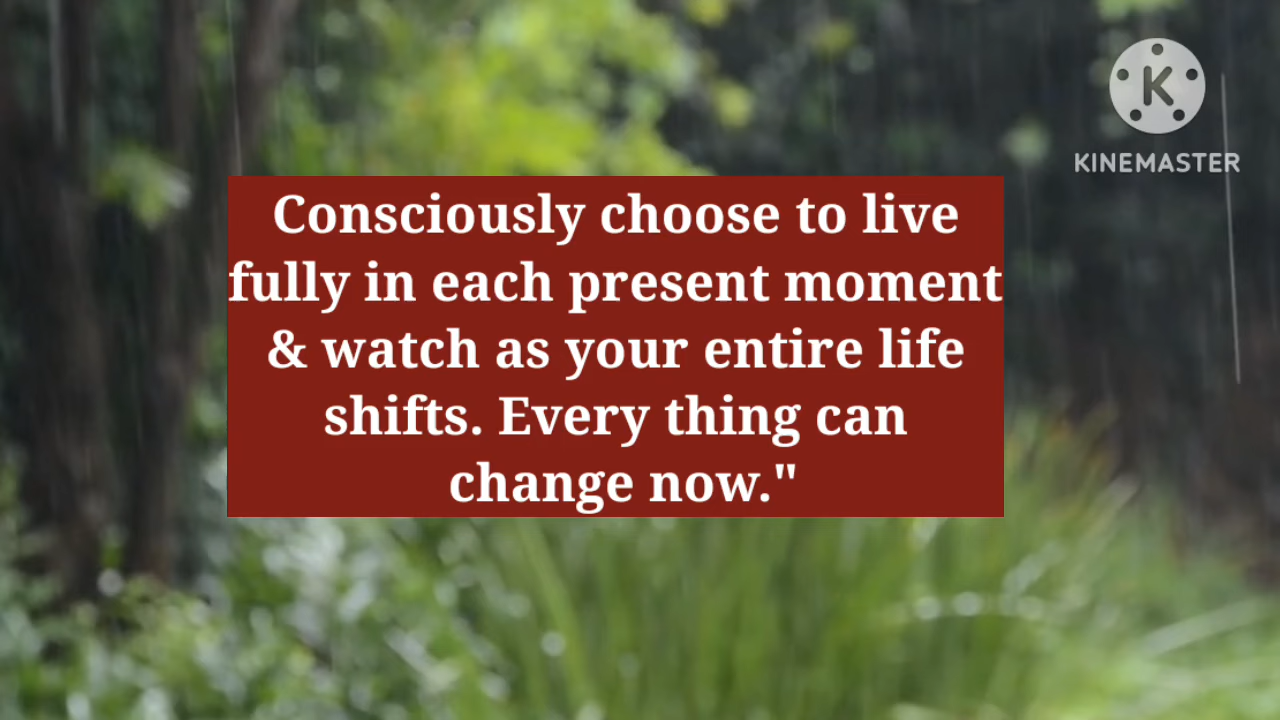 K
KINEMASTER
Consciously choose to live
fully in each present moment
& watch as your entire life
shifts. Every thing can
change now."